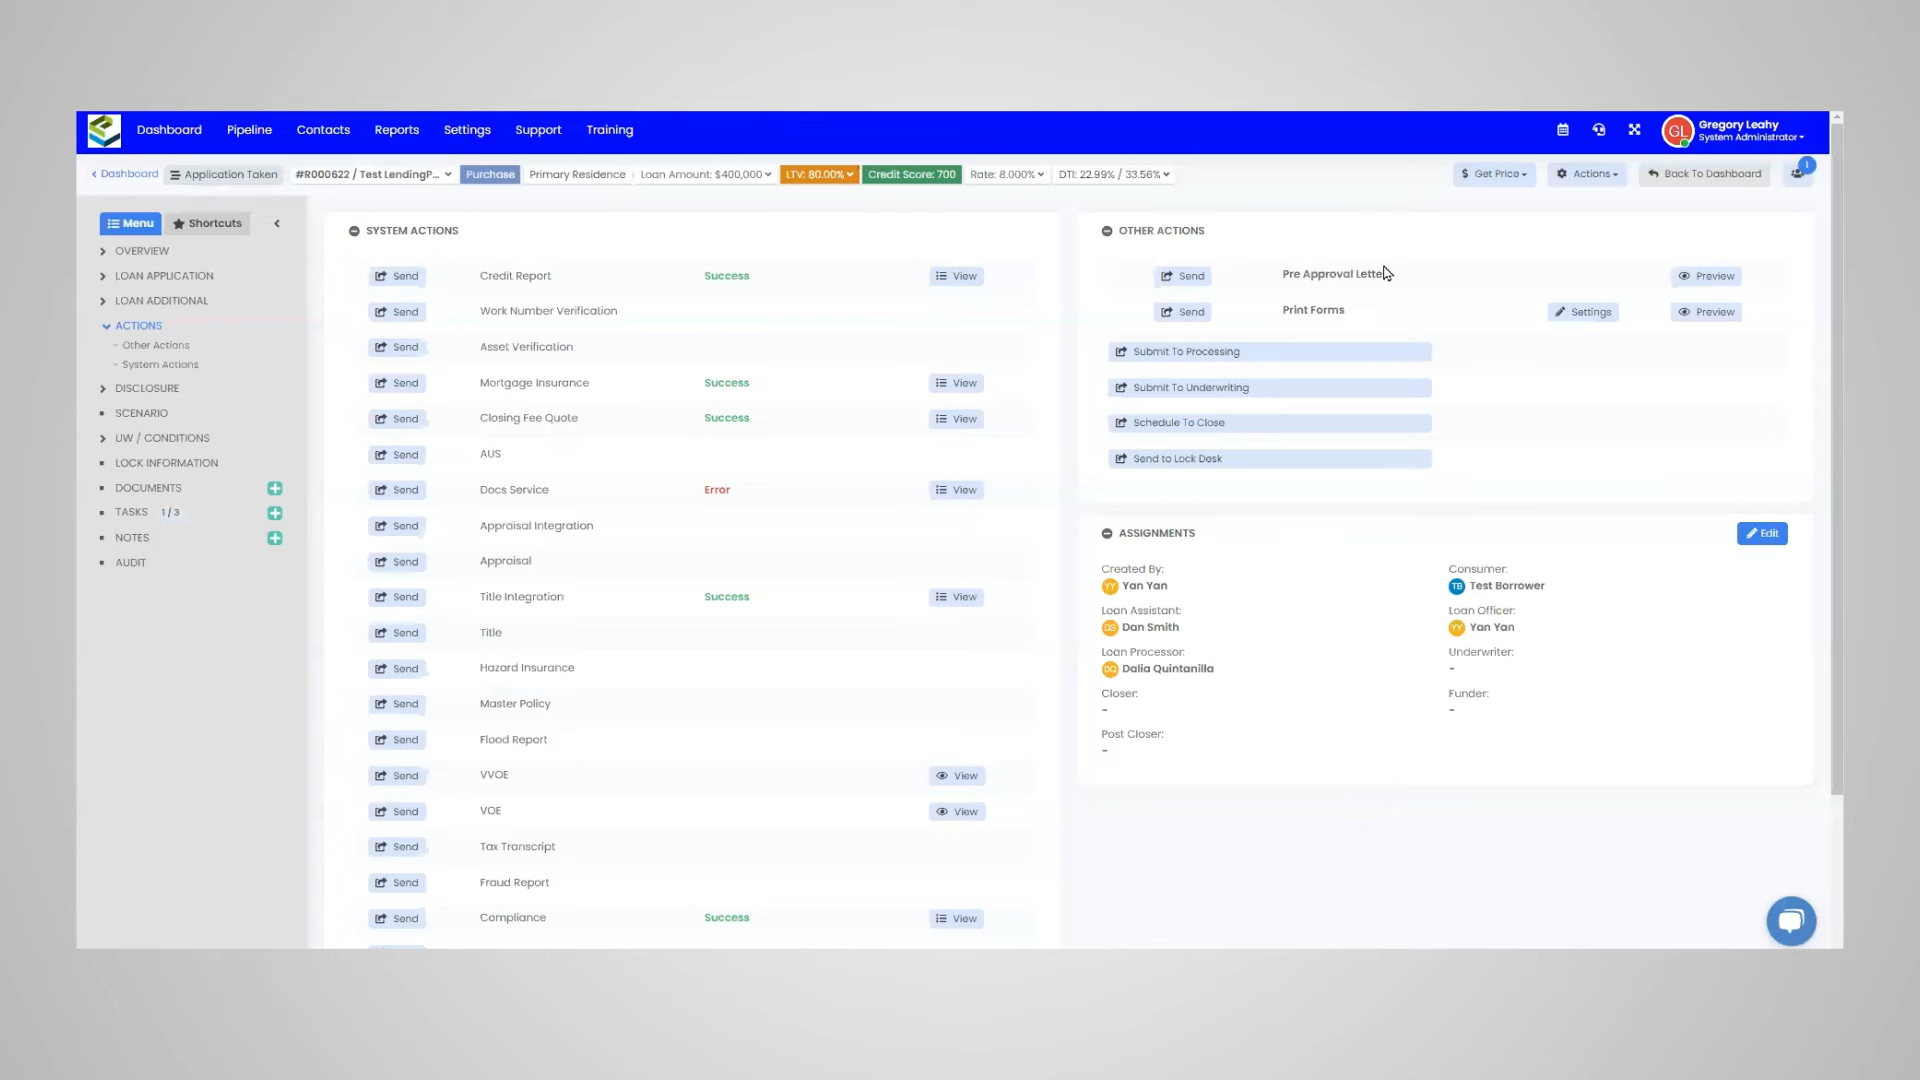 Dashboard Pipeline Contacts Reports Settings Support Training
GL Gregory Leahy
System Administrator
Dashboard Application Taken #R000622 / Test LendingP... Purchase Primary Residence Loan Amount: $400,000 LTV: 80.00% Credit Score: 700 Rate: 8.000% DTI: 22.99% / 33.56% $ Get Price Actions Back To Dashboard 1
Menu Shortcuts
OVERVIEW
LOAN APPLICATION
LOAN ADDITIONAL
ACTIONS
- Other Actions
- System Actions
DISCLOSURE
SCENARIO
UW / CONDITIONS
LOCK INFORMATION
DOCUMENTS
TASKS 1 / 3
NOTES
AUDIT
SYSTEM ACTIONS
Send Credit Report Success View
Send Work Number Verification
Send Asset Verification
Send Mortgage Insurance Success View
Send Closing Fee Quote Success View
Send AUS
Send Docs Service Error View
Send Appraisal Integration
Send Appraisal
Send Title Integration Success View
Send Title
Send Hazard Insurance
Send Master Policy
Send Flood Report
Send VVOE View
Send VOE View
Send Tax Transcript
Send Fraud Report
Send Compliance Success View
OTHER ACTIONS
Send Pre Approval Letter Preview
Send Print Forms Settings Preview
Submit To Processing
Submit To Underwriting
Schedule To Close
Send to Lock Desk
ASSIGNMENTS Edit
Created By: Consumer:
YY Yan Yan TB Test Borrower
Loan Assistant: Loan Officer:
DS Dan Smith YY Yan Yan
Loan Processor: Underwriter:
DQ Dalia Quintanilla -
Closer: Funder:
- -
Post Closer:
-